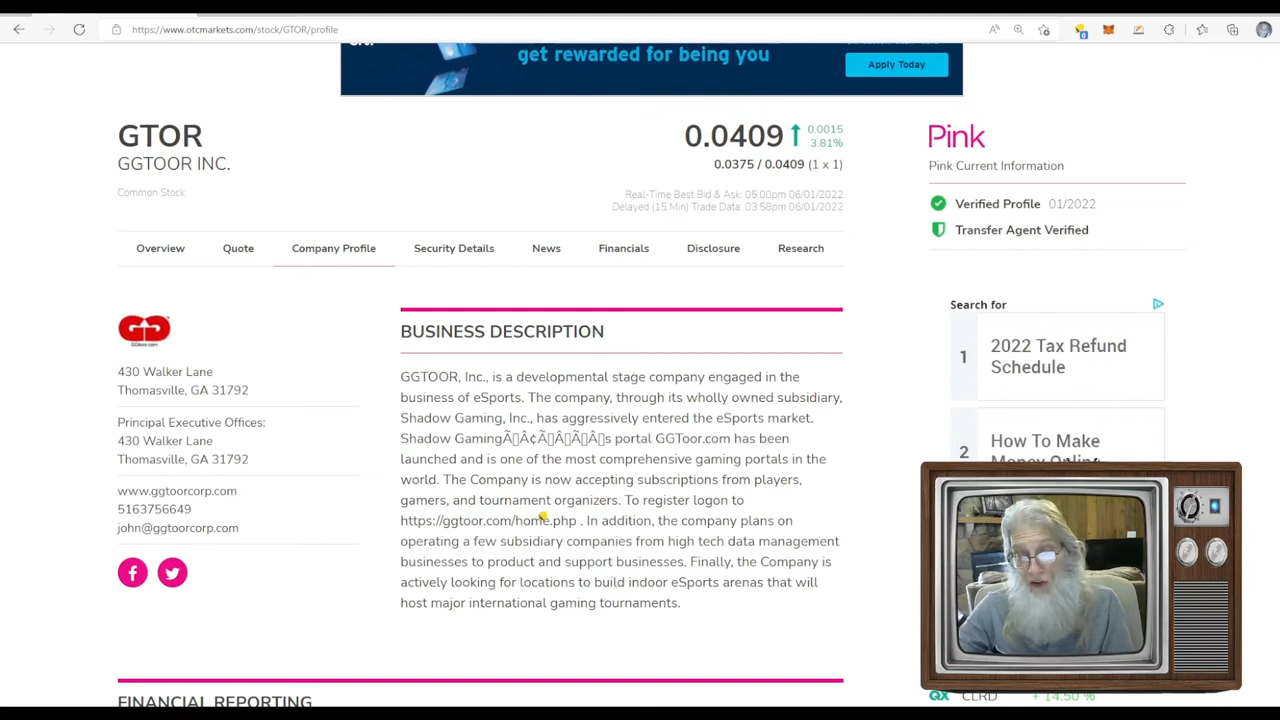 https://www.otcmarkets.com/stock/GTOR/profile
get rewarded for being you
Apply Today
GTOR
GGTOOR INC.
Common Stock
0.0409
0.0015
3.81%
0.0375 / 0.0409 (1 x 1)
Real-Time Best Bid & Ask: 05:00pm 06/01/2022
Delayed (15 Min) Trade Data: 03:58pm 06/01/2022
Pink
Pink Current Information
Verified Profile 01/2022
Transfer Agent Verified
Overview Quote Company Profile Security Details News Financials Disclosure Research
GGtoor.com
430 Walker Lane
Thomasville, GA 31792
Principal Executive Offices:
430 Walker Lane
Thomasville, GA 31792
www.ggtoorcorp.com
5163756649
john@ggtoorcorp.com
BUSINESS DESCRIPTION
GGTOOR, Inc., is a developmental stage company engaged in the
business of eSports. The company, through its wholly owned subsidiary,
Shadow Gaming, Inc., has aggressively entered the eSports market.
Shadow GamingÃ▯Â¢Ã▯Â▯Ã▯Â▯s portal GGToor.com has been
launched and is one of the most comprehensive gaming portals in the
world. The Company is now accepting subscriptions from players,
gamers, and tournament organizers. To register logon to
https://ggtoor.com/home.php . In addition, the company plans on
operating a few subsidiary companies from high tech data management
businesses to product and support businesses. Finally, the Company is
actively looking for locations to build indoor eSports arenas that will
host major international gaming tournaments.
Search for
1
2022 Tax Refund
Schedule
2
How To Make
Money Online
FINANCIAL REPORTING
QX CLRD + 14.50 %